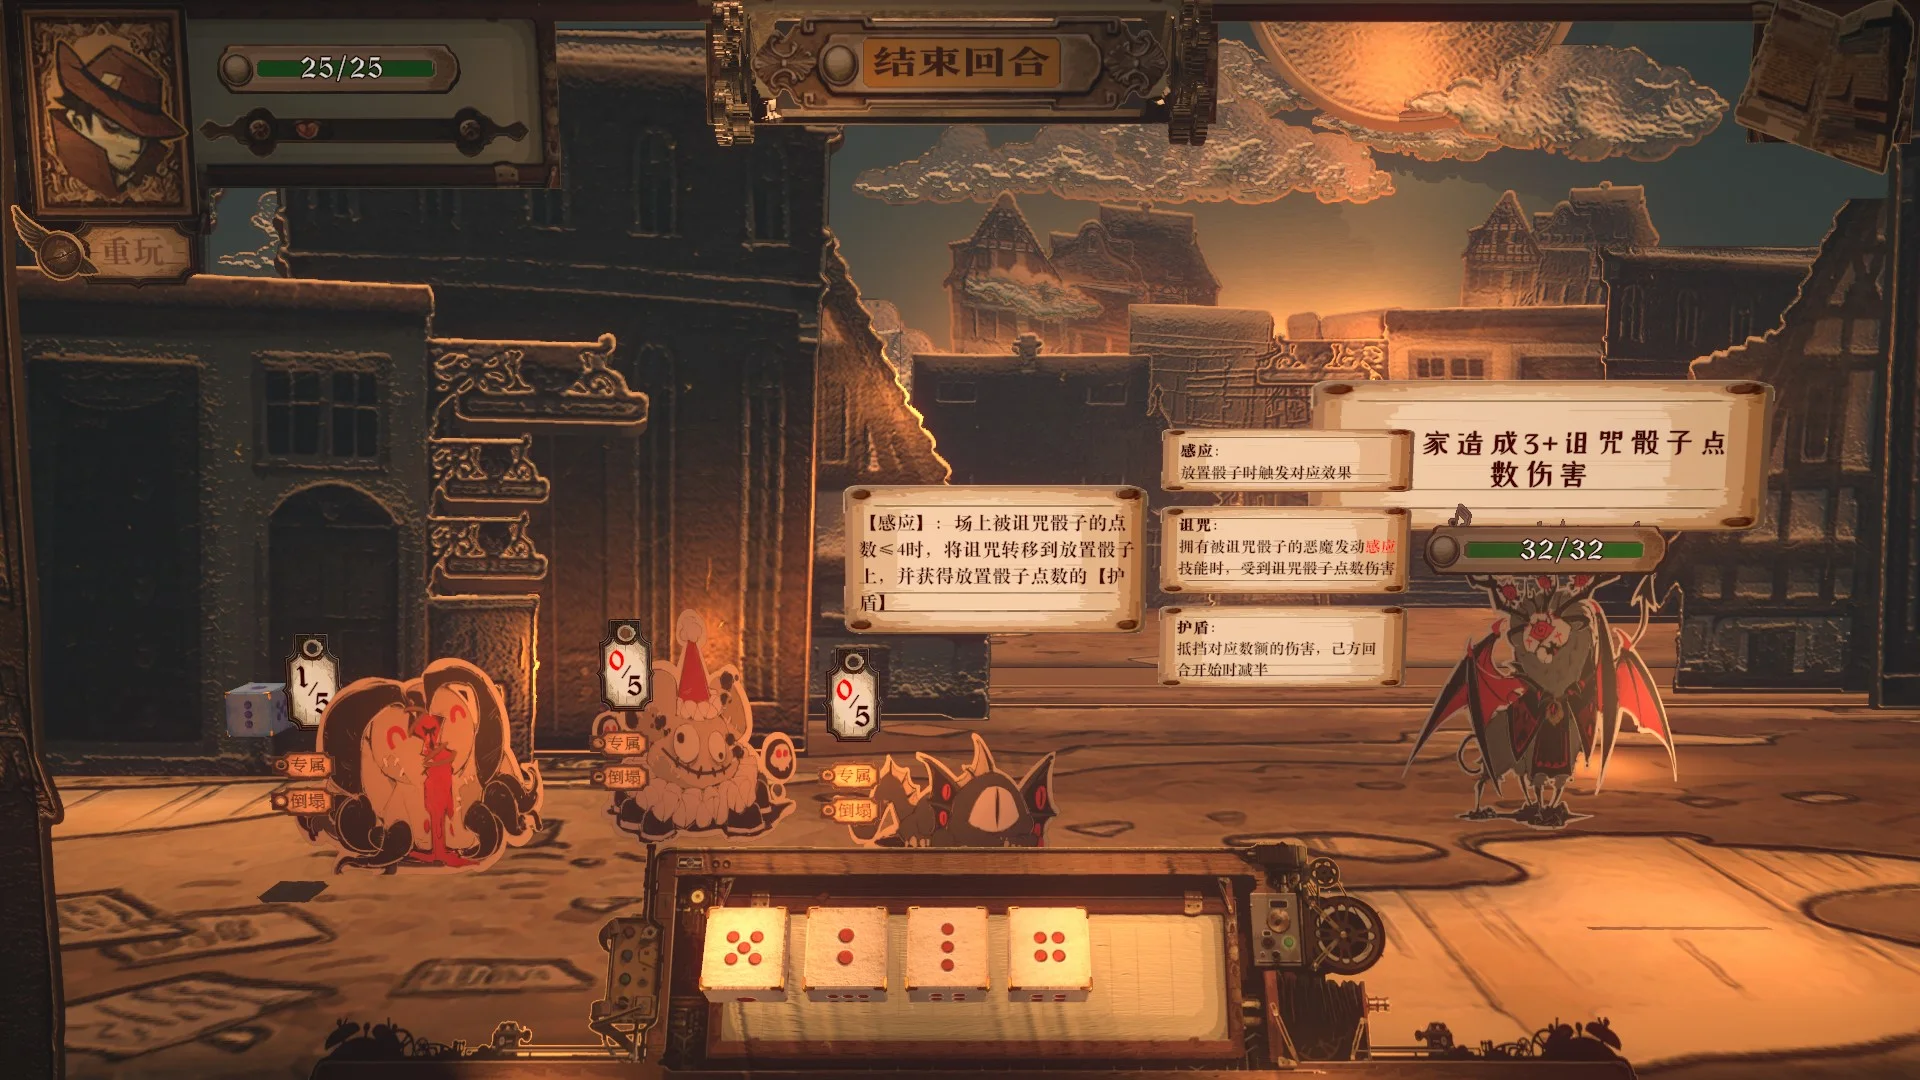 25/25
结束回合
重玩
家造成3+诅咒骰子点
数伤害
感应:
放置骰子时触发对应效果
【感应】:场上被诅咒骰子的点
数≤4时,将诅咒转移到放置骰子
上,并获得放置骰子点数的【护
盾】
诅咒:
拥有被诅咒骰子的恶魔发动感应
技能时,受到诅咒骰子点数伤害
32/32
护盾:
抵挡对应数额的伤害,己方回
合开始时减半
1/5
专属
倒塌
0/5
专属
倒塌
0/5
专属
倒塌